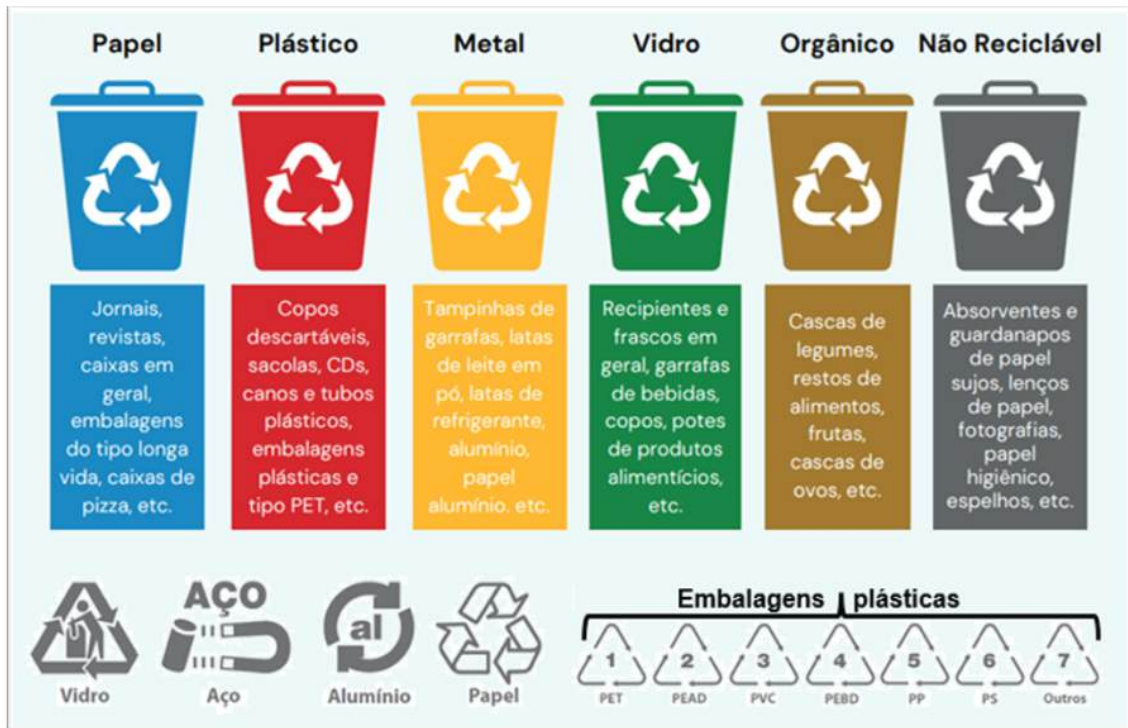 Papel
Plástico
Metal
Vidro
Orgânico
Não Reciclável
Jornais,
revistas,
caixas em
geral,
embalagens
do tipo longa
vida, caixas de
pizza, etc.
Copos
descartáveis,
sacolas, CDs,
canos e tubos
plásticos,
embalagens
plásticas e
tipo PET, etc.
Tampinhas de
garrafas, latas
de leite em
pó, latas de
refrigerante,
alumínio,
papel
alumínio. etc.
Recipientes e
frascos em
geral, garrafas
de bebidas,
copos, potes
de produtos
alimentícios,
etc.
Cascas de
legumes,
restos de
alimentos,
frutas,
cascas de
ovos, etc.
Absorventes e
guardanapos
de papel
sujos, lenços
de papel,
fotografias,
papel
higiênico,
espelhos, etc.
Vidro
AÇO
Aço
al
Alumínio
Papel
Embalagens plásticas
1 2 3 4 5 6 7
PET PEAD PVC PEBD PP PS Outros